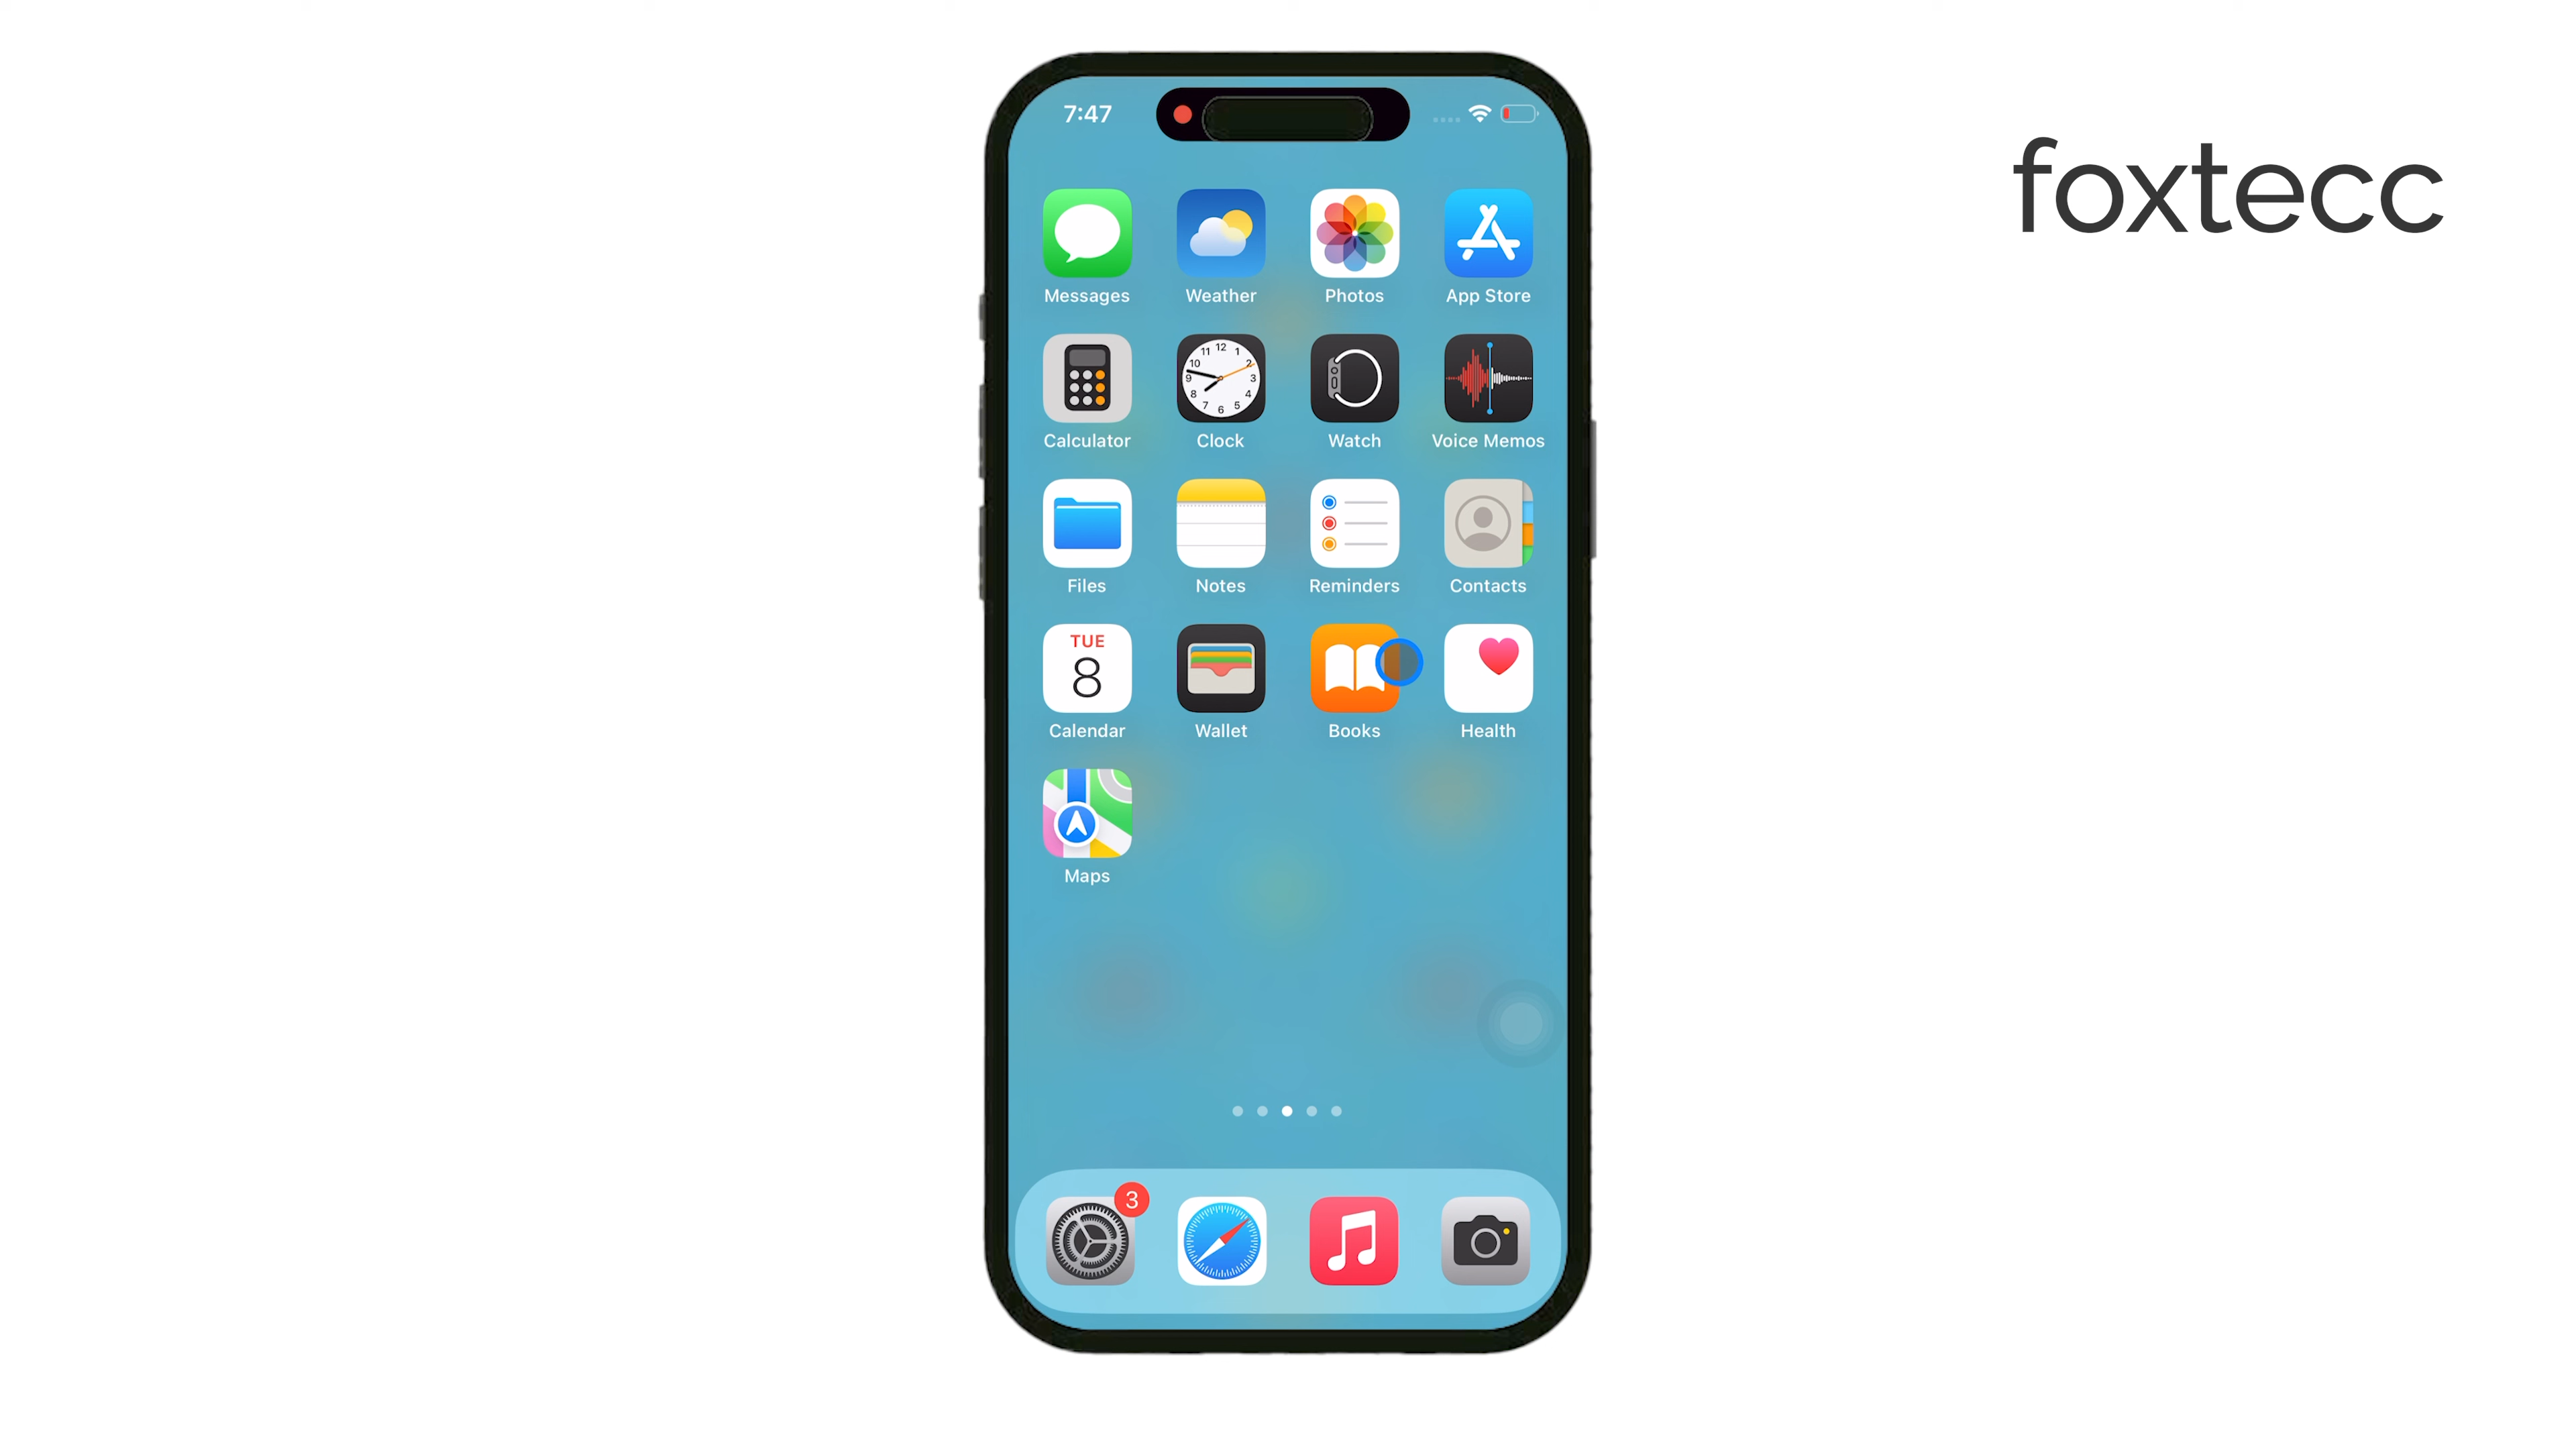 7:47
foxtecc
Messages Weather Photos App Store
Calculator Clock Watch Voice Memos
Files Notes Reminders Contacts
TUE
8
Calendar Wallet Books Health
Maps
3